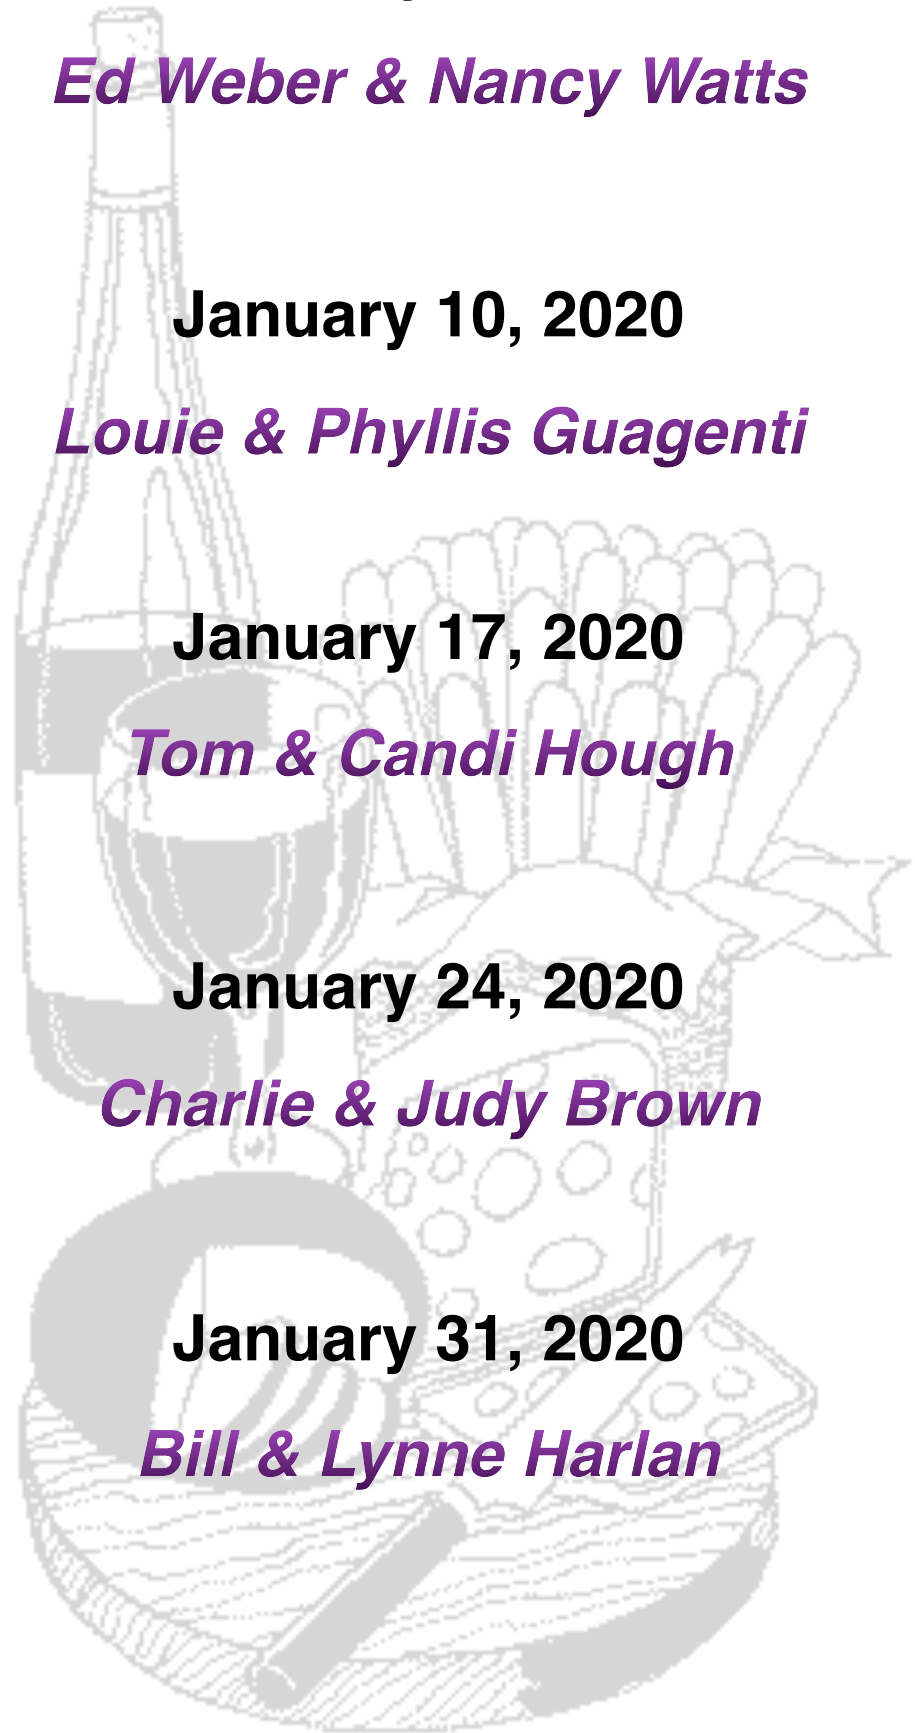 Ed Weber & Nancy Watts
January 10, 2020
Louie & Phyllis Guagenti
January 17, 2020
Tom & Candi Hough
January 24, 2020
Charlie & Judy Brown
January 31, 2020
Bill & Lynne Harlan